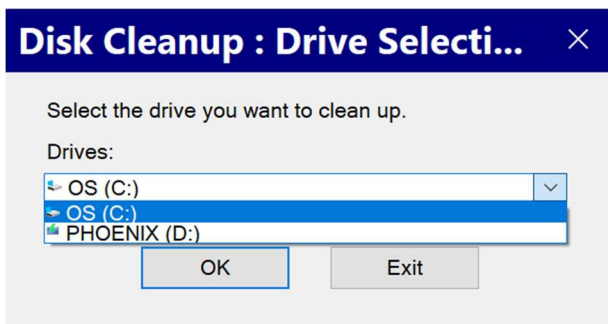 Disk Cleanup : Drive Selecti...
Select the drive you want to clean up.
Drives:
OS (C:)
OS (C:)
PHOENIX (D:)
OK Exit